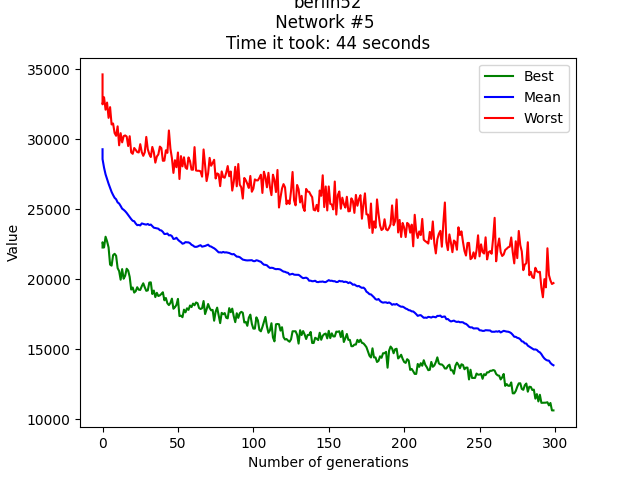 berlin52
Network #5
Time it took: 44 seconds
Best
Mean
Worst
Value
35000
30000
25000
20000
15000
10000
0
50
100
150
200
250
300
Number of generations